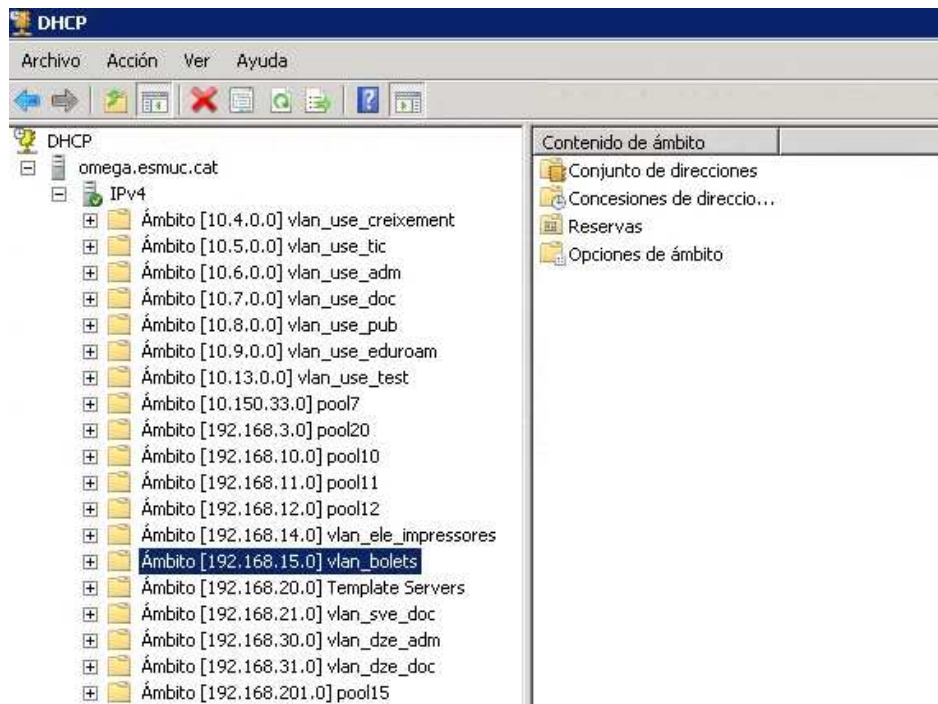 DHCP
Archivo Acción Ver Ayuda
DHCP
omega.esmuc.cat
IPv4
Ámbito [10.4.0.0] vlan_use_creixement
Ámbito [10.5.0.0] vlan_use_tic
Ámbito [10.6.0.0] vlan_use_adm
Ámbito [10.7.0.0] vlan_use_doc
Ámbito [10.8.0.0] vlan_use_pub
Ámbito [10.9.0.0] vlan_use_eduroam
Ámbito [10.13.0.0] vlan_use_test
Ámbito [10.150.33.0] pool7
Ámbito [192.168.3.0] pool20
Ámbito [192.168.10.0] pool10
Ámbito [192.168.11.0] pool11
Ámbito [192.168.12.0] pool12
Ámbito [192.168.14.0] vlan_ele_impressores
Ámbito [192.168.15.0] vlan_bolets
Ámbito [192.168.20.0] Template Servers
Ámbito [192.168.21.0] vlan_sve_doc
Ámbito [192.168.30.0] vlan_dze_adm
Ámbito [192.168.31.0] vlan_dze_doc
Ámbito [192.168.201.0] pool15
Contenido de ámbito
Conjunto de direcciones
Concesiones de direccio...
Reservas
Opciones de ámbito